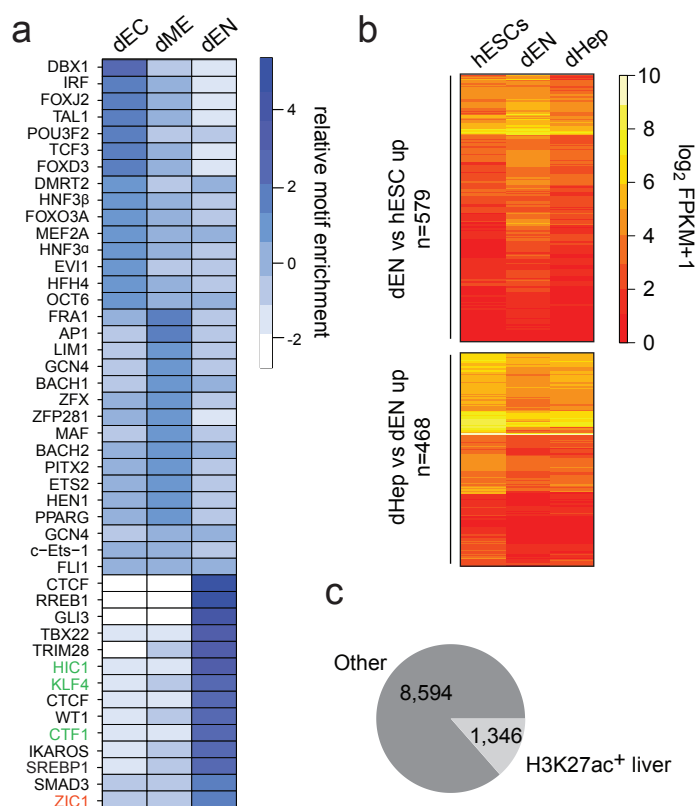 a
dEC dME dEN
DBX1
IRF
FOXJ2
TAL1
POU3F2
TCF3
FOXD3
DMRT2
HNF3β
FOXO3A
MEF2A
HNF3α
EVI1
HFH4
OCT6
FRA1
AP1
LIM1
GCN4
BACH1
ZFX
ZFP281
MAF
BACH2
PITX2
ETS2
HEN1
PPARG
GCN4
c−Ets−1
FLI1
CTCF
RREB1
GLI3
TBX22
TRIM28
HIC1
KLF4
CTCF
WT1
CTF1
IKAROS
SREBP1
SMAD3
ZIC1
4
2
0
-2
relative motif enrichment
b
hESCs dEN dHep
dEN vs hESC up
n=579
dHep vs dEN up
n=468
10
8
6
4
2
0
log2 FPKM+1
c
Other
8,594
1,346
H3K27ac+ liver